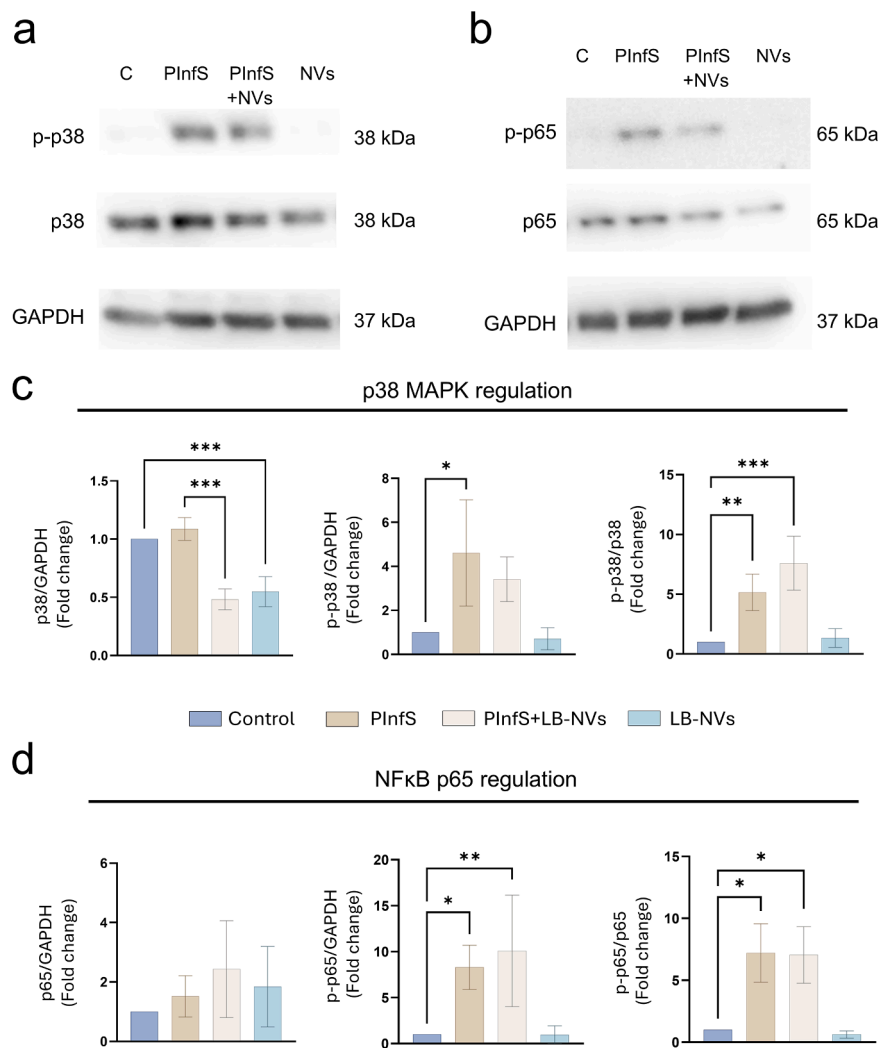 a
C PInfS PInfS NVs
+NVs
p-p38 38 kDa
p38 38 kDa
GAPDH 37 kDa
b
C PInfS PInfS NVs
+NVs
p-p65 65 kDa
p65 65 kDa
GAPDH 37 kDa
c
p38 MAPK regulation
p38/GAPDH
(Fold change)
1.5
1.0
0.5
0.0
***
***
p-p38 /GAPDH
(Fold change)
8
6
4
2
0
*
p-p38/p38
(Fold change)
15
10
5
0
***
**
Control PInfS PInfS+LB-NVs LB-NVs
d
NFκB p65 regulation
p65/GAPDH
(Fold change)
6
4
2
0
p-p65/GAPDH
(Fold change)
20
15
10
5
0
**
*
p-p65/p65
(Fold change)
15
10
5
0
*
*